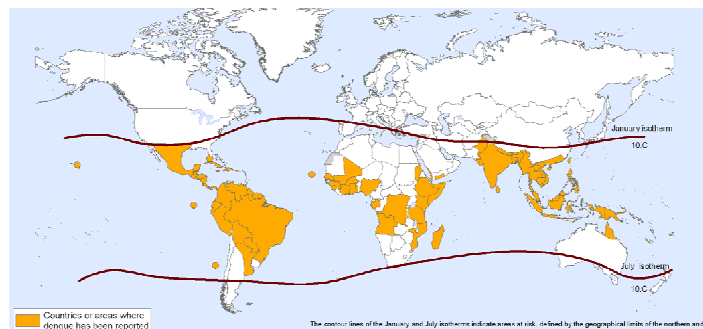 January isotherm
10.C
July isotherm
10.C
Countries or areas where
dengue has been reported
The contour lines of the January and July isotherms indicate areas at risk, defined by the geographical limits of the northern and